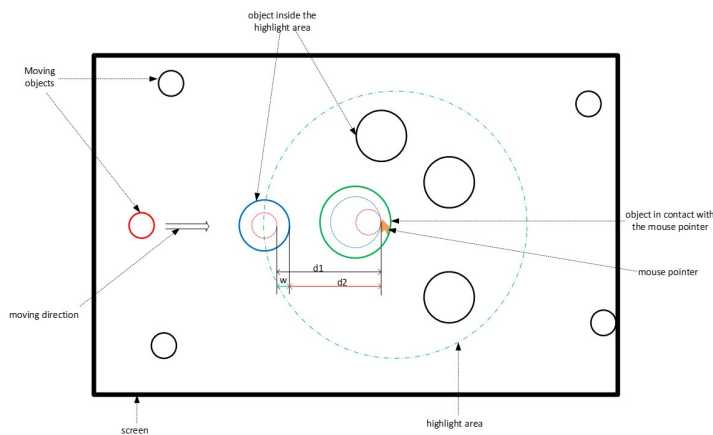 object inside the
highlight area
Moving
objects
object in contact with
the mouse pointer
mouse pointer
d1
w
d2
moving direction
highlight area
screen